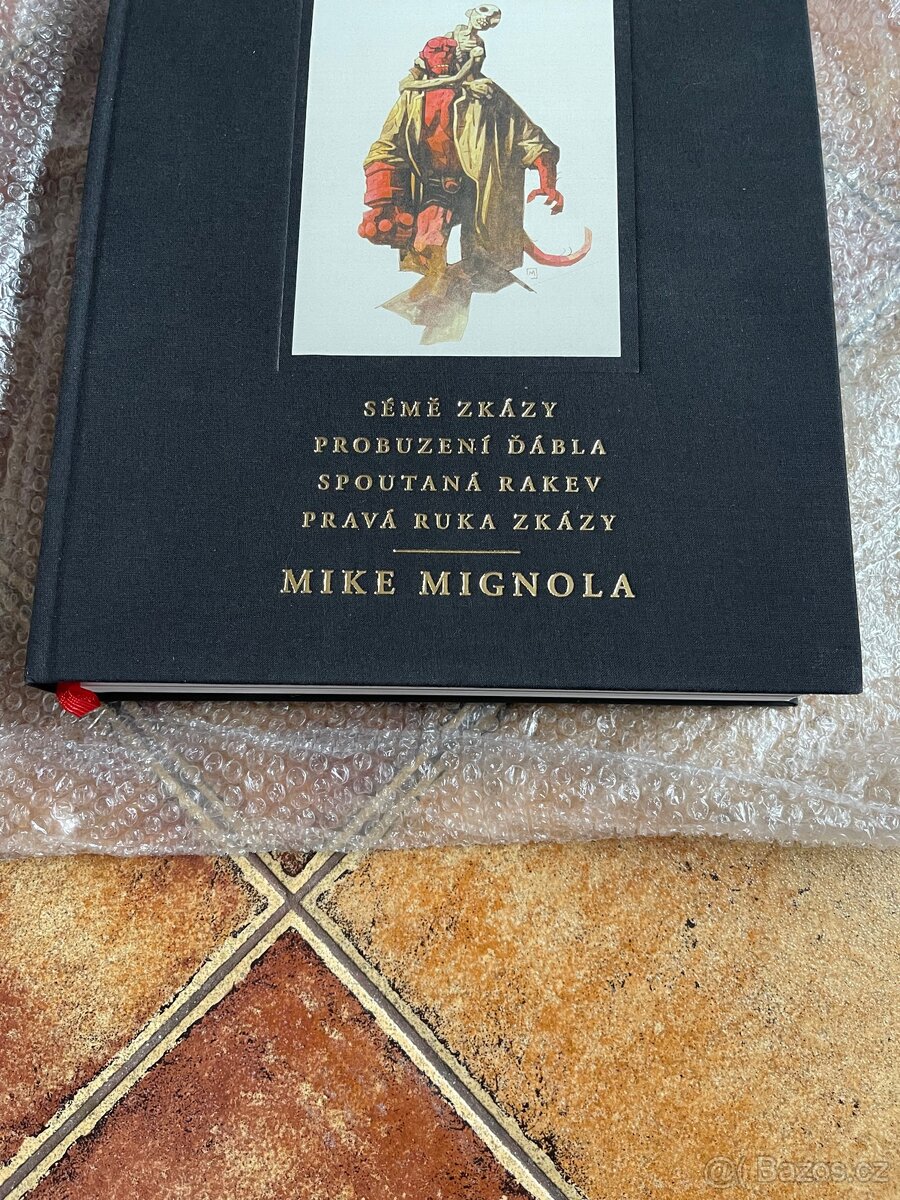 SÉMĚ ZKÁZY
PROBUZENÍ ĎÁBLA
SPOUTANÁ RAKEV
PRAVÁ RUKA ZKÁZY
MIKE MIGNOLA
M
Bazos.cz